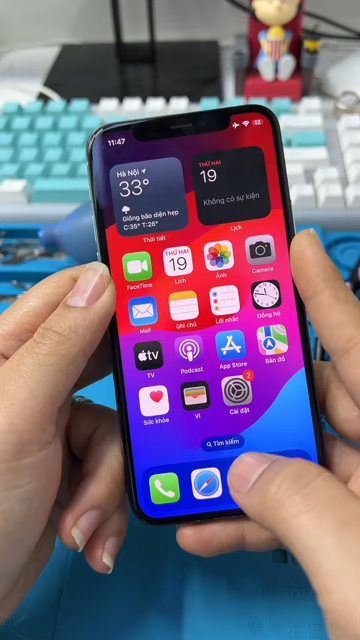 11:47
12
Hà Nội
33°
Giông bão diện hẹp
C:35° T:26°
Thời tiết
THỨ HAI
19
Không có sự kiện
Lịch
FaceTime
THỨ HAI
19
Lịch
Ảnh
Camera
Mail
Ghi chú
Lời nhắc
Đồng hồ
tv
TV
Podcast
App Store
Bản đồ
Sức khỏe
Ví
2
Cài đặt
Tìm kiếm